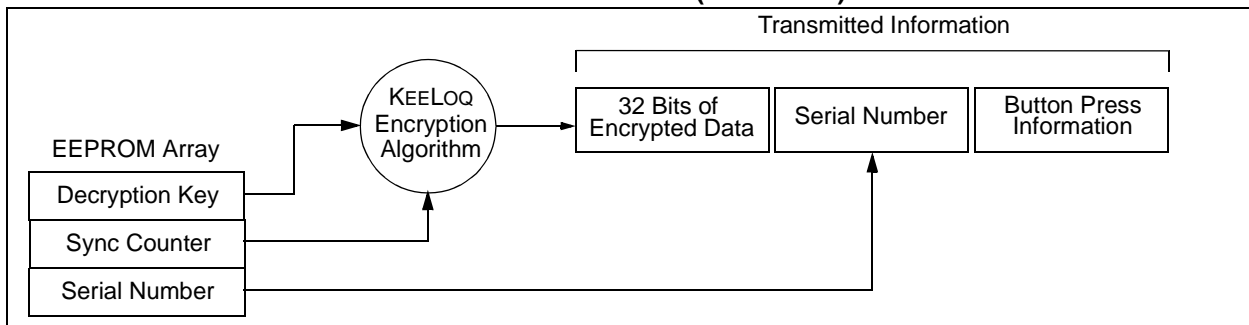 Transmitted Information
KEELOQ
Encryption
Algorithm
32 Bits of
Encrypted Data
Serial Number
Button Press
Information
EEPROM Array
Decryption Key
Sync Counter
Serial Number